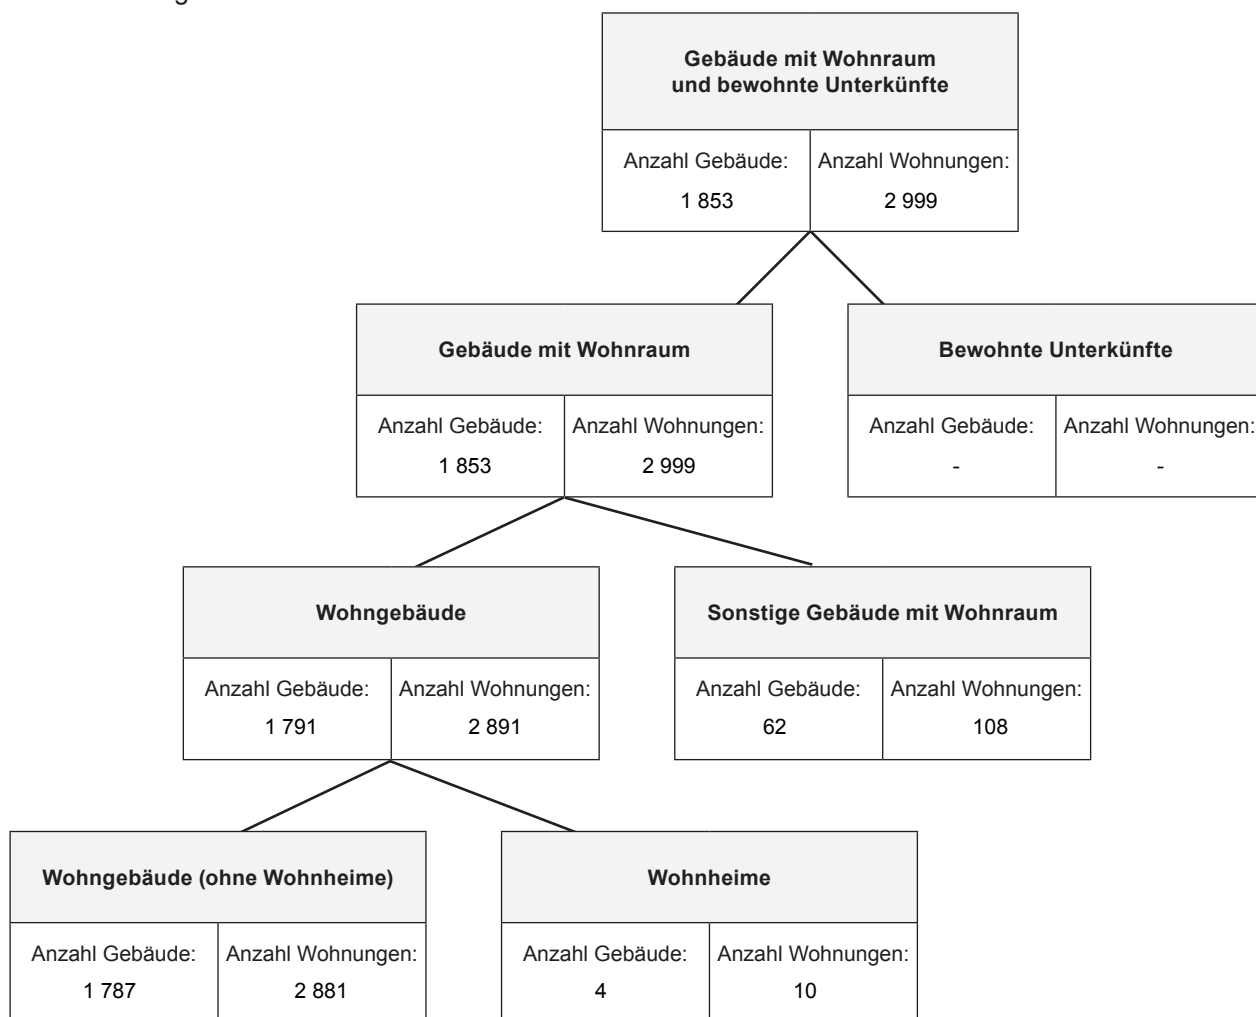 Gebäude mit Wohnraum
und bewohnte Unterkünfte
Anzahl Gebäude: Anzahl Wohnungen:
1 853 2 999
Gebäude mit Wohnraum Bewohnte Unterkünfte
Anzahl Gebäude: Anzahl Wohnungen: Anzahl Gebäude: Anzahl Wohnungen:
1 853 2 999 - -
Wohngebäude Sonstige Gebäude mit Wohnraum
Anzahl Gebäude: Anzahl Wohnungen: Anzahl Gebäude: Anzahl Wohnungen:
1 791 2 891 62 108
Wohngebäude (ohne Wohnheime) Wohnheime
Anzahl Gebäude: Anzahl Wohnungen: Anzahl Gebäude: Anzahl Wohnungen:
1 787 2 881 4 10